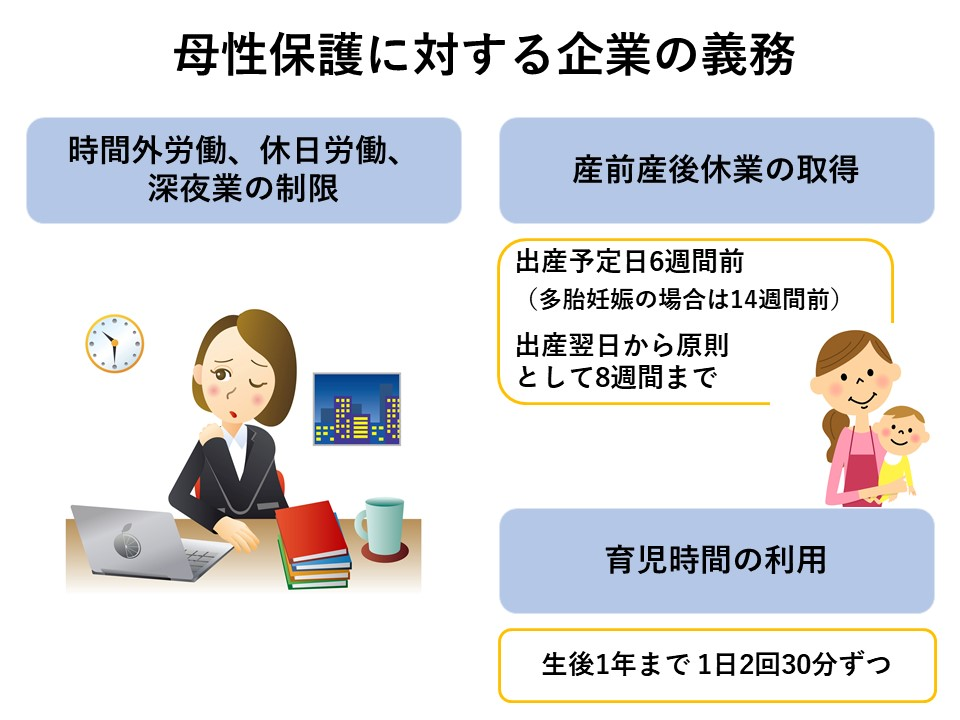 母性保護に対する企業の義務
時間外労働、休日労働、
深夜業の制限
産前産後休業の取得
出産予定日6週間前
（多胎妊娠の場合は14週間前）
出産翌日から原則
として8週間まで
育児時間の利用
生後1年まで 1日2回30分ずつ